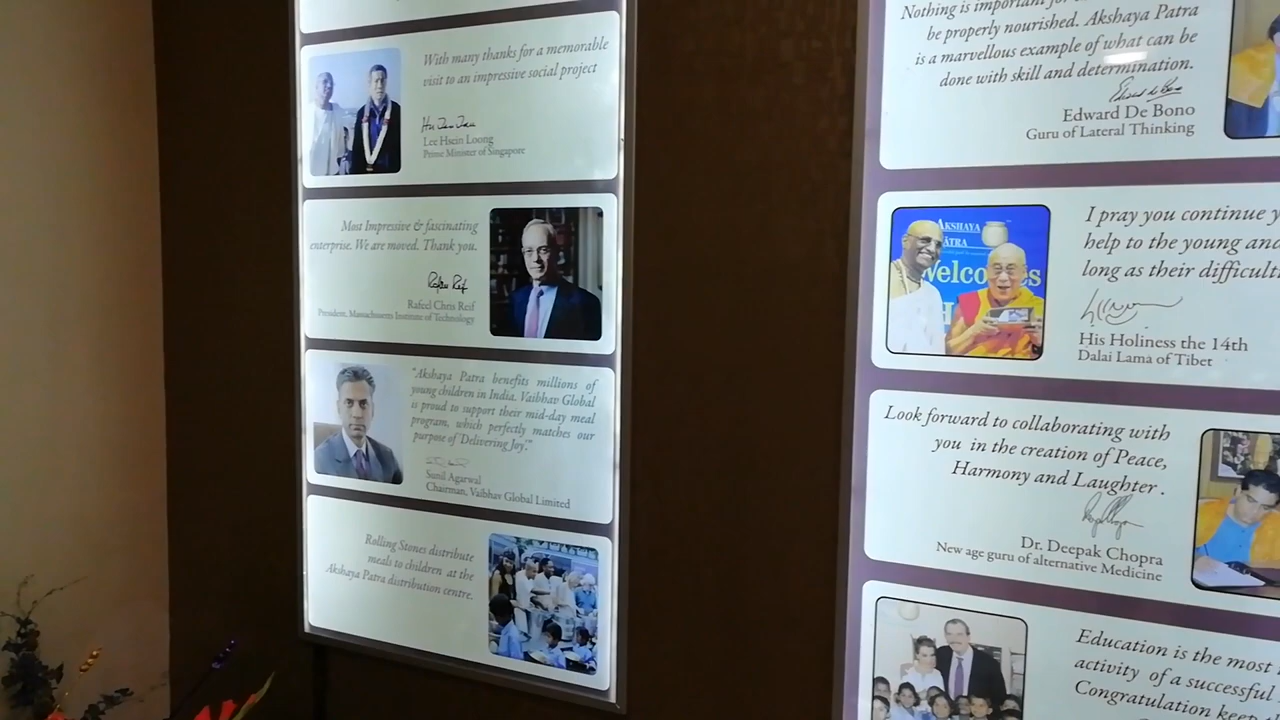 With many thanks for a memorable
visit to an impressive social project
Lee Hsein Loong
Prime Minister of Singapore
Most Impressive & fascinating
enterprise. We are moved. Thank you.
Rafael Reif
Rafeel Chris Reif
President, Massachusetts Institute of Technology
"Akshaya Patra benefits millions of
young children in India. Vaibhav Global
is proud to support their mid-day meal
program, which perfectly matches our
purpose of 'Delivering Joy'."
Sunil Agarwal
Chairman, Vaibhav Global Limited
Rolling Stones distribute
meals to children at the
Akshaya Patra distribution centre.
Nothing is important for
be properly nourished. Akshaya Patra
is a marvellous example of what can be
done with skill and determination.
Edward De Bono
Guru of Lateral Thinking
AKSHAYA
PATRA
Welcomes
H
I pray you continue
help to the young and
long as their
His Holiness the 14th
Dalai Lama of Tibet
Look forward to collaborating with
you in the creation of Peace,
Harmony and Laughter .
Dr. Deepak Chopra
New age guru of alternative Medicine
Education is the most
activity of a successful
Congratulation keep